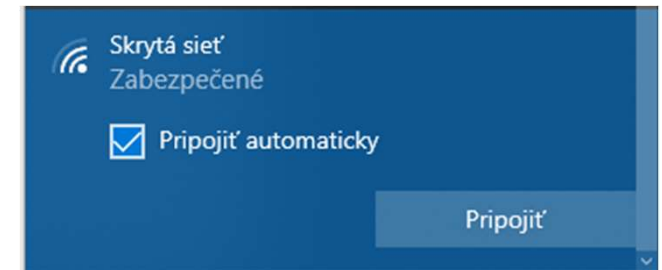 Skrytá sieť
Zabezpečené
Pripojiť automaticky
Pripojiť